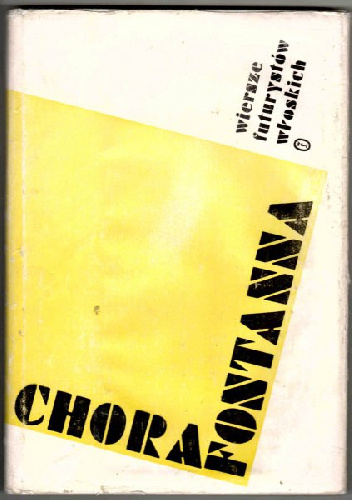 wiersze
futurystów
włoskich
CHORA
FONTANNA